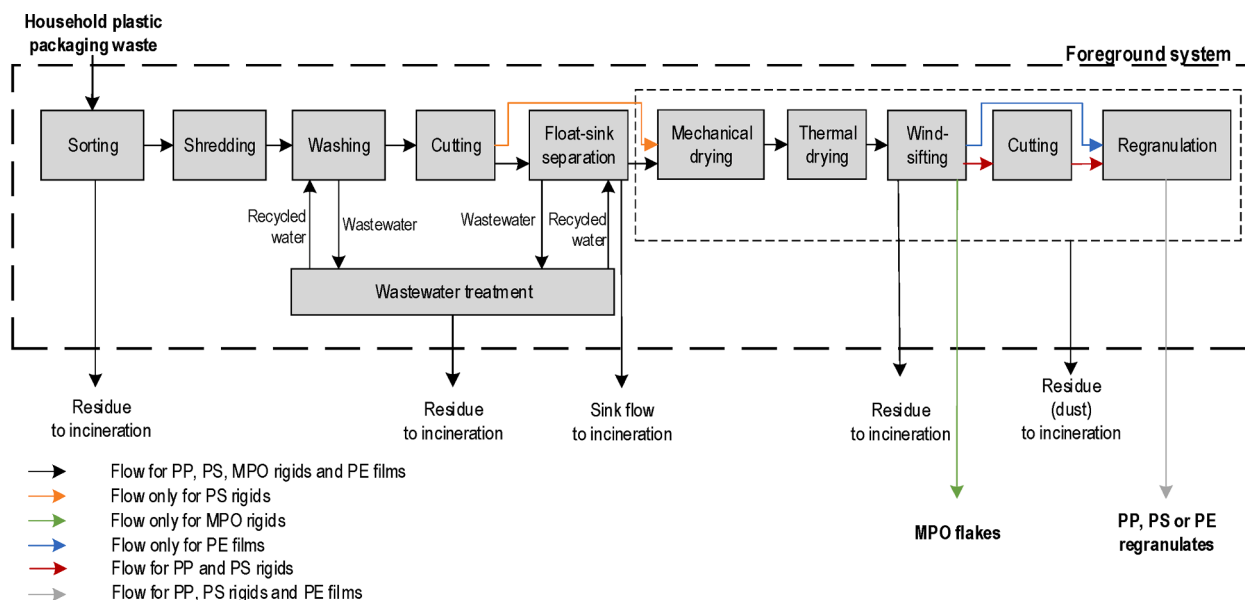 Household plastic
packaging waste
Foreground system
Sorting
Shredding
Washing
Cutting
Float-sink
separation
Mechanical
drying
Thermal
drying
Wind-
sifting
Cutting
Regranulation
Recycled
water
Wastewater
Wastewater
Recycled
water
Wastewater treatment
Residue
to incineration
Residue
to incineration
Sink flow
to incineration
Residue
to incineration
Residue
(dust)
to incineration
MPO flakes
PP, PS or PE
regranulates
Flow for PP, PS, MPO rigids and PE films
Flow only for PS rigids
Flow only for MPO rigids
Flow only for PE films
Flow for PP and PS rigids
Flow for PP, PS rigids and PE films